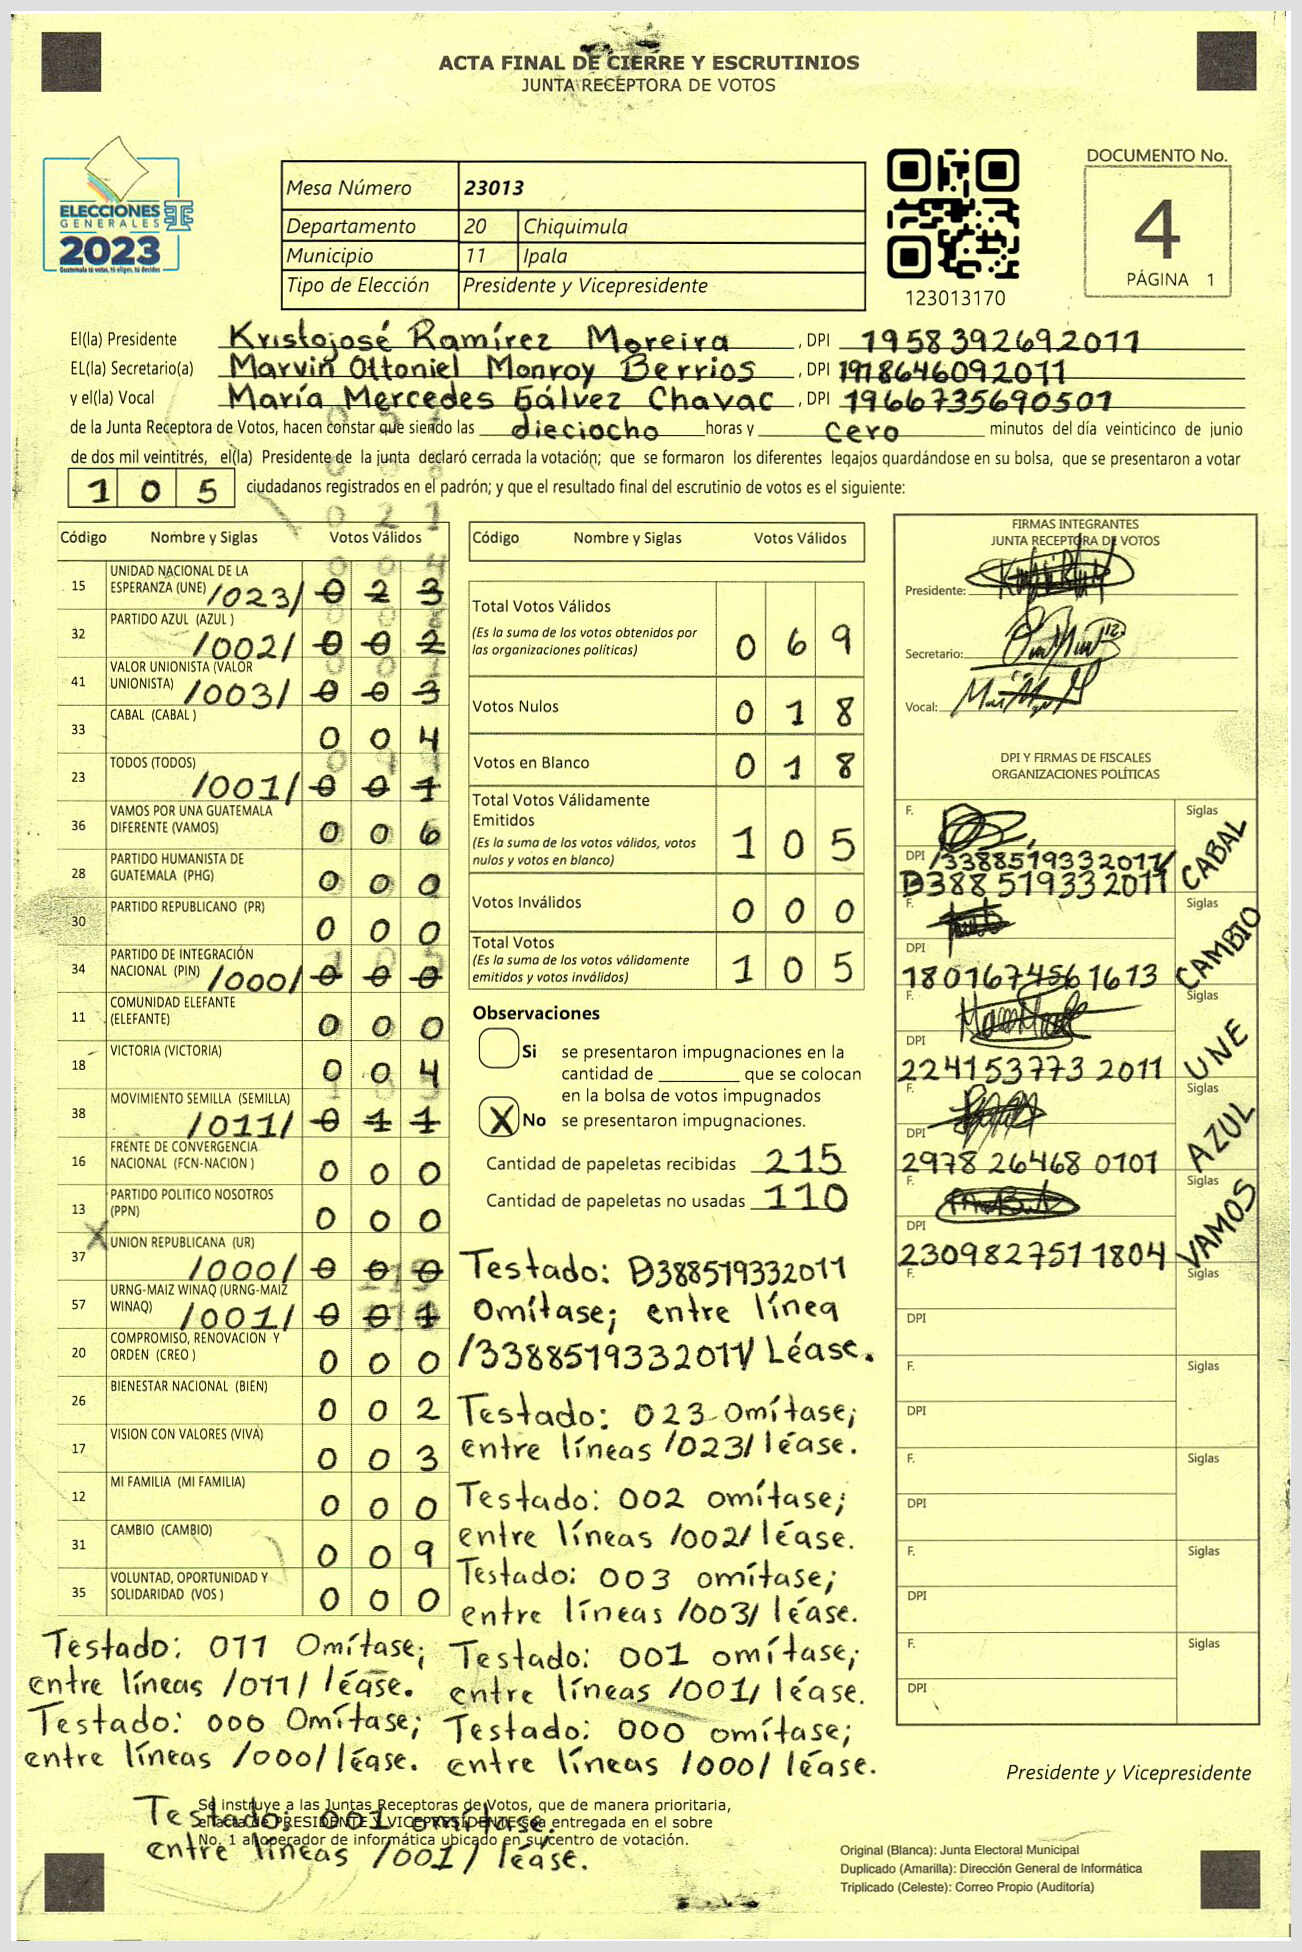 ACTA FINAL DE CIERRE Y ESCRUTINIOS
JUNTA RECEPTORA DE VOTOS
ELECCIONES
GENERALES
2023
Guatemala tú votas, tú eliges, tú decides
Mesa Número 23013
Departamento 20 Chiquimula
Municipio 11 Ipala
Tipo de Elección Presidente y Vicepresidente
123013170
DOCUMENTO No.
4
PÁGINA 1
El(la) Presidente Kristojosé Ramírez Moreira , DPI 1958392692011
EL(la) Secretario(a) Marvin Ottoniel Monroy Berrios , DPI 1978646092011
y el(la) Vocal María Mercedes Gálvez Chavac , DPI 1966735690501
de la Junta Receptora de Votos, hacen constar que siendo las dieciocho horas y cero minutos del día veinticinco de junio
de dos mil veintitrés, el(la) Presidente de la junta declaró cerrada la votación; que se formaron los diferentes legajos guardándose en su bolsa, que se presentaron a votar
105 ciudadanos registrados en el padrón; y que el resultado final del escrutinio de votos es el siguiente:
Código Nombre y Siglas Votos Válidos
15 UNIDAD NACIONAL DE LA
ESPERANZA (UNE) /023/ 0 2 3
32 PARTIDO AZUL (AZUL )
/002/ 0 0 2
41 VALOR UNIONISTA (VALOR
UNIONISTA) /003/ 0 0 3
33 CABAL (CABAL ) 0 0 4
23 TODOS (TODOS)
/001/ 0 0 1
36 VAMOS POR UNA GUATEMALA
DIFERENTE (VAMOS) 0 0 6
28 PARTIDO HUMANISTA DE
GUATEMALA (PHG) 0 0 0
30 PARTIDO REPUBLICANO (PR) 0 0 0
34 PARTIDO DE INTEGRACIÓN
NACIONAL (PIN) /000/ 0 0 0
11 COMUNIDAD ELEFANTE
(ELEFANTE) 0 0 0
18 VICTORIA (VICTORIA) 0 0 4
38 MOVIMIENTO SEMILLA (SEMILLA)
/011/ 0 1 1
16 FRENTE DE CONVERGENCIA
NACIONAL (FCN-NACION ) 0 0 0
13 PARTIDO POLITICO NOSOTROS
(PPN) 0 0 0
37 UNION REPUBLICANA (UR)
/000/ 0 0 0
57 URNG-MAIZ WINAQ (URNG-MAIZ
WINAQ) /001/ 0 0 1
20 COMPROMISO, RENOVACION Y
ORDEN (CREO ) 0 0 0
26 BIENESTAR NACIONAL (BIEN) 0 0 2
17 VISION CON VALORES (VIVA) 0 0 3
12 MI FAMILIA (MI FAMILIA) 0 0 0
31 CAMBIO (CAMBIO) 0 0 9
35 VOLUNTAD, OPORTUNIDAD Y
SOLIDARIDAD (VOS ) 0 0 0
Código Nombre y Siglas Votos Válidos
Total Votos Válidos
(Es la suma de los votos obtenidos por
las organizaciones políticas) 0 6 9
Votos Nulos 0 1 8
Votos en Blanco 0 1 8
Total Votos Válidamente
Emitidos
(Es la suma de los votos válidos, votos
nulos y votos en blanco) 1 0 5
Votos Inválidos 0 0 0
Total Votos
(Es la suma de los votos válidamente
emitidos y votos inválidos) 1 0 5
Observaciones
Si se presentaron impugnaciones en la
cantidad de ________ que se colocan
en la bolsa de votos impugnados
X No se presentaron impugnaciones.
Cantidad de papeletas recibidas 215
Cantidad de papeletas no usadas 110
Testado: D388519332011
omítase; entre línea
/3388519332011/ Léase.
Testado: 023 Omítase;
entre líneas /023/ léase.
Testado: 002 omítase;
entre líneas /002/ léase.
Testado: 003 omítase;
entre líneas /003/ léase.
Testado: 001 omítase;
entre líneas /001/ léase.
Testado: 000 omítase;
entre líneas /000/ léase.
Testado: 011 Omítase;
entre líneas /011/ léase.
Testado: 000 Omítase;
entre líneas /000/ léase.
Testado: 001 omítase.
entre líneas /001/ léase.
FIRMAS INTEGRANTES
JUNTA RECEPTORA DE VOTOS
Presidente:
Secretario:
Vocal:
DPI Y FIRMAS DE FISCALES
ORGANIZACIONES POLÍTICAS
F. Siglas CABAL
DPI /3388519332011/
D388519332011
F. Siglas CAMBIO
DPI
1801674561613
F. Siglas UNE
DPI
2241537732011
F. Siglas AZUL
DPI
2978264680101
F. Siglas VAMOS
DPI
2309827511804
F. Siglas
DPI
F. Siglas
DPI
F. Siglas
DPI
F. Siglas
DPI
F. Siglas
DPI
Presidente y Vicepresidente
Se instruye a las Juntas Receptoras de Votos, que de manera prioritaria,
el acta de PRESIDENTE Y VICEPRESIDENTE sea entregada en el sobre
No. 1 al operador de informática ubicado en su centro de votación.
Original (Blanca): Junta Electoral Municipal
Duplicado (Amarilla): Dirección General de Informática
Triplicado (Celeste): Correo Propio (Auditoría)